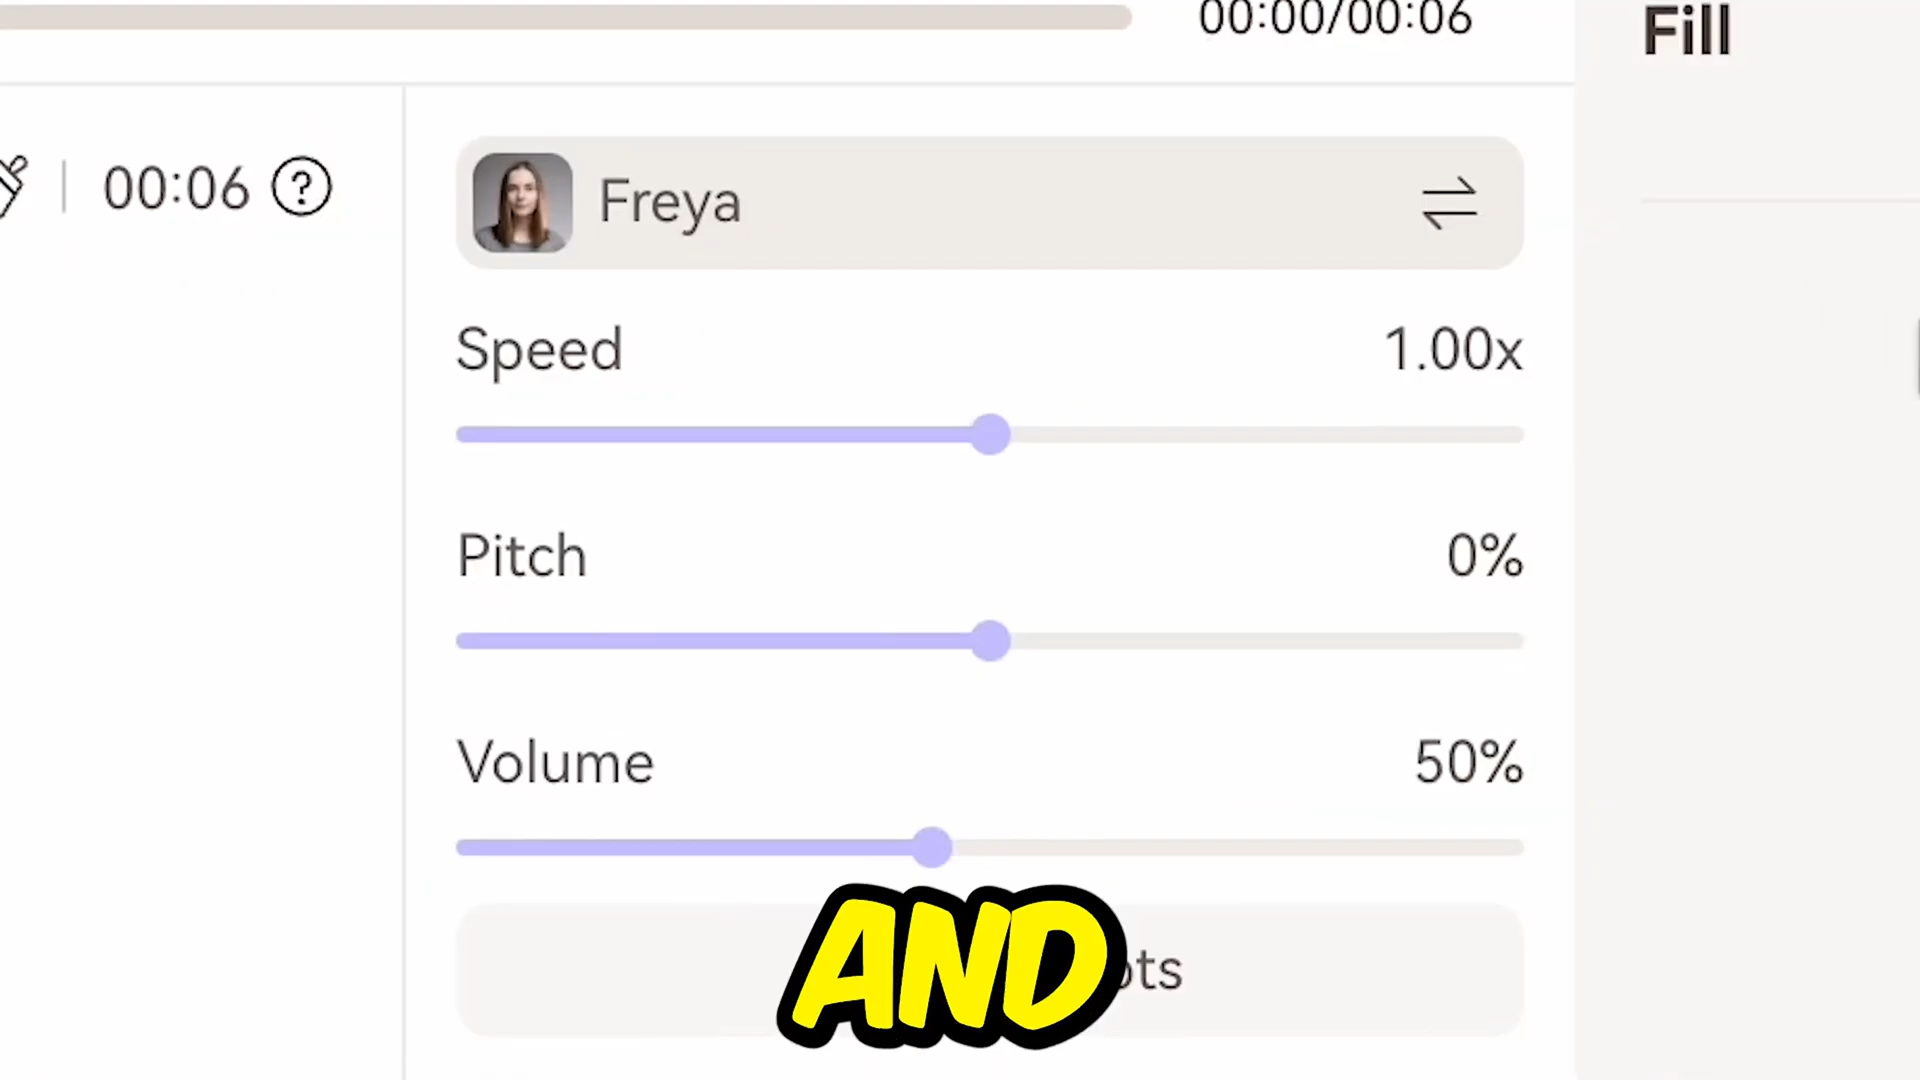 00:00/00:06
Fill
00:06
Freya
Speed 1.00x
Pitch 0%
Volume 50%
AND